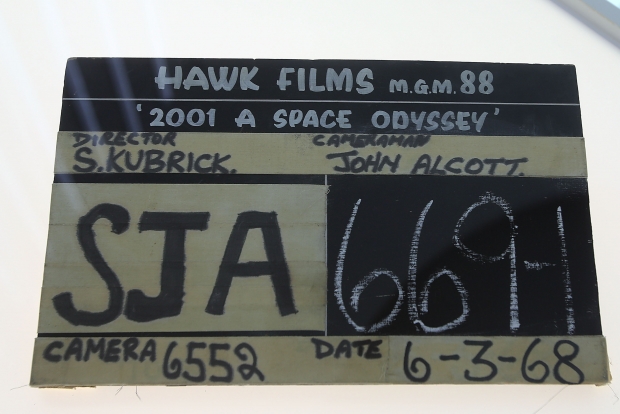 HAWK FILMS M.G.M. 88
'2001 A SPACE ODYSSEY'
DIRECTOR CAMERAMAN
S. KUBRICK. JOHN ALCOTT.
SJA 669-1
CAMERA 6552 DATE 6-3-68